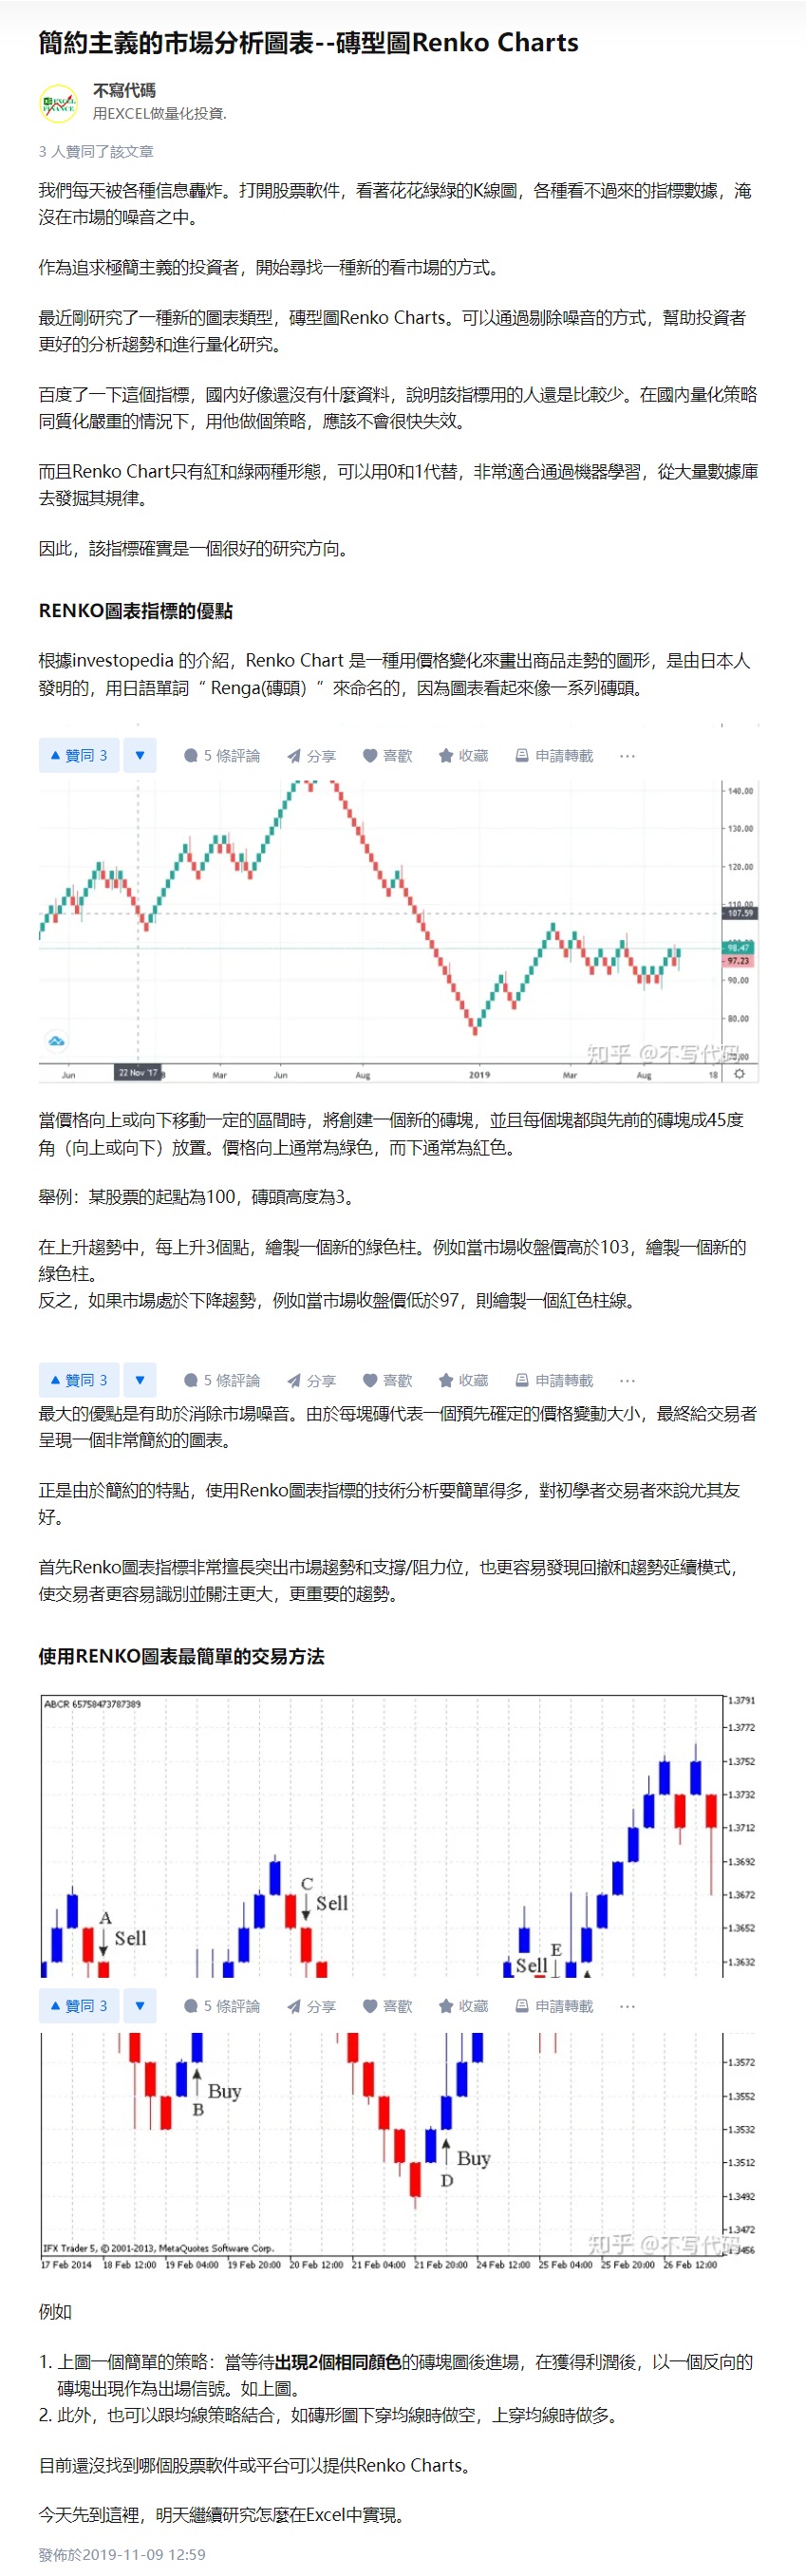 簡約主義的市場分析圖表--磚型圖Renko Charts
EXCEL
FINANCE
不寫代碼
用EXCEL做量化投資.
3 人贊同了該文章
我們每天被各種信息轟炸。打開股票軟件，看著花花綠綠的K線圖，各種看不過來的指標數據，淹
沒在市場的噪音之中。
作為追求極簡主義的投資者，開始尋找一種新的看市場的方式。
最近剛研究了一種新的圖表類型，磚型圖Renko Charts。可以通過剔除噪音的方式，幫助投資者
更好的分析趨勢和進行量化研究。
百度了一下這個指標，國內好像還沒有什麼資料，說明該指標用的人還是比較少。在國內量化策略
同質化嚴重的情況下，用他做個策略，應該不會很快失效。
而且Renko Chart只有紅和綠兩種形態，可以用0和1代替，非常適合通過機器學習，從大量數據庫
去發掘其規律。
因此，該指標確實是一個很好的研究方向。
RENKO圖表指標的優點
根據investopedia 的介紹，Renko Chart 是一種用價格變化來畫出商品走勢的圖形，是由日本人
發明的，用日語單詞“ Renga(磚頭）”來命名的，因為圖表看起來像一系列磚頭。
▲ 贊同 3 ▼ 5 條評論 分享 喜歡 收藏 申請轉載 ···
140.00
130.00
120.00
110.00
107.59
98.47
97.23
90.00
80.00
70.00
知乎 @不写代码
Jun 22 Nov '17 Mar Jun Aug 2019 Mar Aug 18
當價格向上或向下移動一定的區間時，將創建一個新的磚塊，並且每個塊都與先前的磚塊成45度
角（向上或向下）放置。價格向上通常為綠色，而下通常為紅色。
舉例：某股票的起點為100，磚頭高度為3。
在上升趨勢中，每上升3個點，繪製一個新的綠色柱。例如當市場收盤價高於103，繪製一個新的
綠色柱。
反之，如果市場處於下降趨勢，例如當市場收盤價低於97，則繪製一個紅色柱線。
▲ 贊同 3 ▼ 5 條評論 分享 喜歡 收藏 申請轉載 ···
最大的優點是有助於消除市場噪音。由於每塊磚代表一個預先確定的價格變動大小，最終給交易者
呈現一個非常簡約的圖表。
正是由於簡約的特點，使用Renko圖表指標的技術分析要簡單得多，對初學者交易者來說尤其友
好。
首先Renko圖表指標非常擅長突出市場趨勢和支撐/阻力位，也更容易發現回撤和趨勢延續模式，
使交易者更容易識別並關注更大，更重要的趨勢。
使用RENKO圖表最簡單的交易方法
ABCR 65758473787389
1.3791
1.3772
1.3752
1.3732
1.3712
1.3692
1.3672
1.3652
1.3632
A
Sell
C
Sell
Sell
E
▲ 贊同 3 ▼ 5 條評論 分享 喜歡 收藏 申請轉載 ···
1.3572
1.3552
1.3532
1.3512
1.3492
1.3472
1.3456
Buy
B
Buy
D
知乎 @不写代码
IFX Trader 5, © 2001-2013, MetaQuotes Software Corp.
17 Feb 2014 18 Feb 12:00 19 Feb 04:00 19 Feb 20:00 20 Feb 12:00 21 Feb 04:00 21 Feb 20:00 24 Feb 12:00 25 Feb 04:00 25 Feb 20:00 26 Feb 12:00
例如
1. 上圖一個簡單的策略：當等待出現2個相同顏色的磚塊圖後進場，在獲得利潤後，以一個反向的
磚塊出現作為出場信號。如上圖。
2. 此外，也可以跟均線策略結合，如磚形圖下穿均線時做空，上穿均線時做多。
目前還沒找到哪個股票軟件或平台可以提供Renko Charts。
今天先到這裡，明天繼續研究怎麼在Excel中實現。
發佈於2019-11-09 12:59